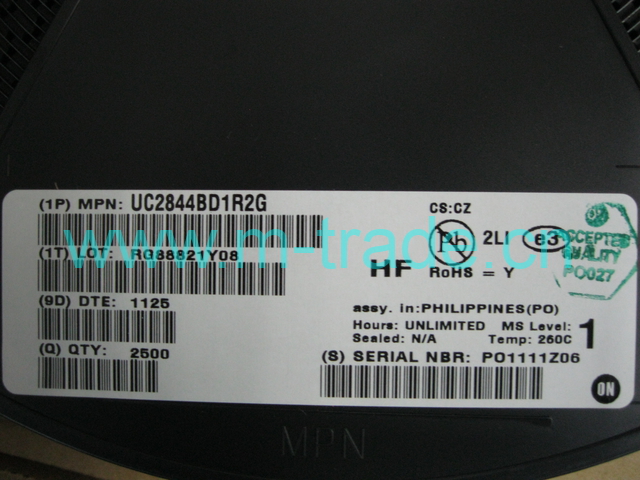 (1P) MPN: UC2844BD1R2G
CS:CZ
www.m-trade.cn
(1T) LOT: RG88821Y08
Pb 2LI e3
HF RoHS = Y
ACCEPTED
QUALITY
PO027
(9D) DTE: 1125
assy. in:PHILIPPINES(PO)
Hours: UNLIMITED MS Level: 1
Sealed: N/A Temp: 260C
(Q) QTY: 2500
(S) SERIAL NBR: PO1111Z06
ON
MPN